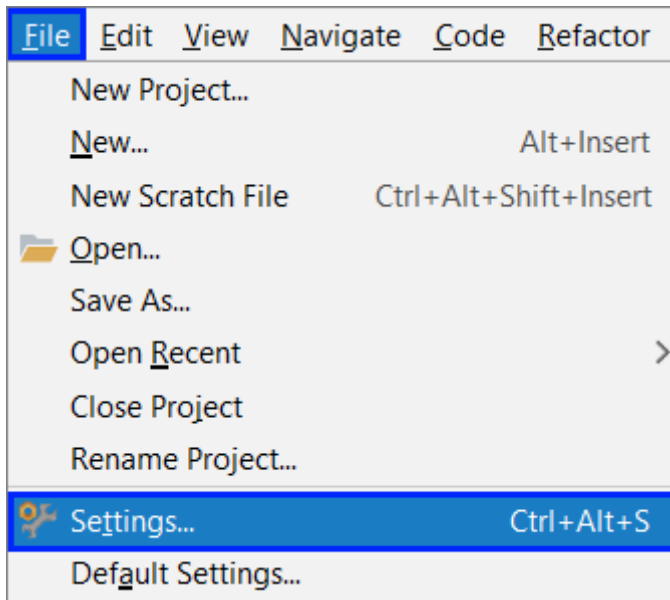 File Edit View Navigate Code Refactor
New Project...
New... Alt+Insert
New Scratch File Ctrl+Alt+Shift+Insert
Open...
Save As...
Open Recent
Close Project
Rename Project...
Settings... Ctrl+Alt+S
Default Settings...